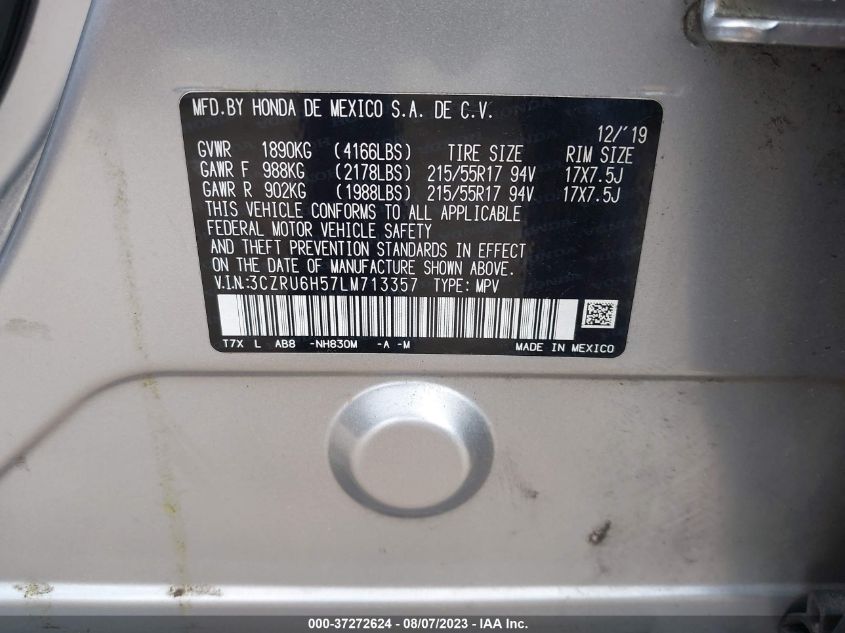 MFD.BY HONDA DE MEXICO S.A. DE C.V.
12/'19
GVWR 1890KG (4166LBS) TIRE SIZE RIM SIZE
GAWR F 988KG (2178LBS) 215/55R17 94V 17X7.5J
GAWR R 902KG (1988LBS) 215/55R17 94V 17X7.5J
THIS VEHICLE CONFORMS TO ALL APPLICABLE
FEDERAL MOTOR VEHICLE SAFETY
AND THEFT PREVENTION STANDARDS IN EFFECT
ON THE DATE OF MANUFACTURE SHOWN ABOVE.
V.I.N.:3CZRU6H57LM713357 TYPE: MPV
T7X L AB8 -NH830M -A -M MADE IN MEXICO
000-37272624 - 08/07/2023 - IAA Inc.